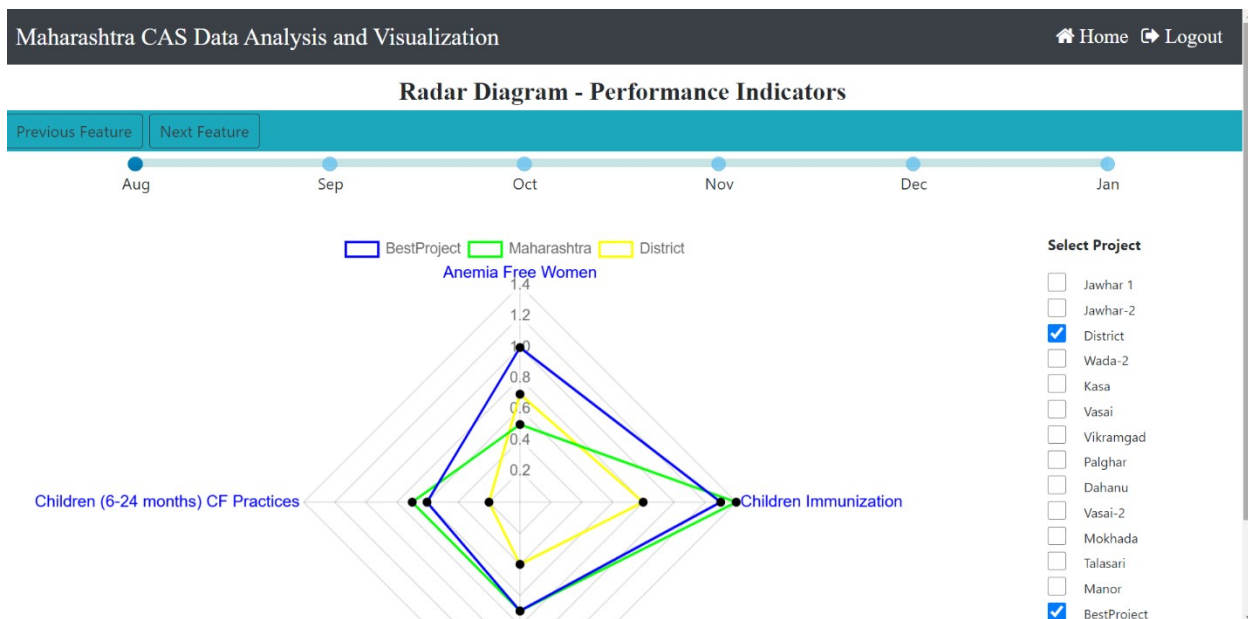 Maharashtra CAS Data Analysis and Visualization Home Logout
Radar Diagram - Performance Indicators
Previous Feature Next Feature
Aug Sep Oct Nov Dec Jan
BestProject Maharashtra District
Anemia Free Women
1.4
1.2
1.0
0.8
0.6
0.4
0.2
Children (6-24 months) CF Practices
Children Immunization
Select Project
Jawhar 1
Jawhar-2
District
Wada-2
Kasa
Vasai
Vikramgad
Palghar
Dahanu
Vasai-2
Mokhada
Talasari
Manor
BestProject